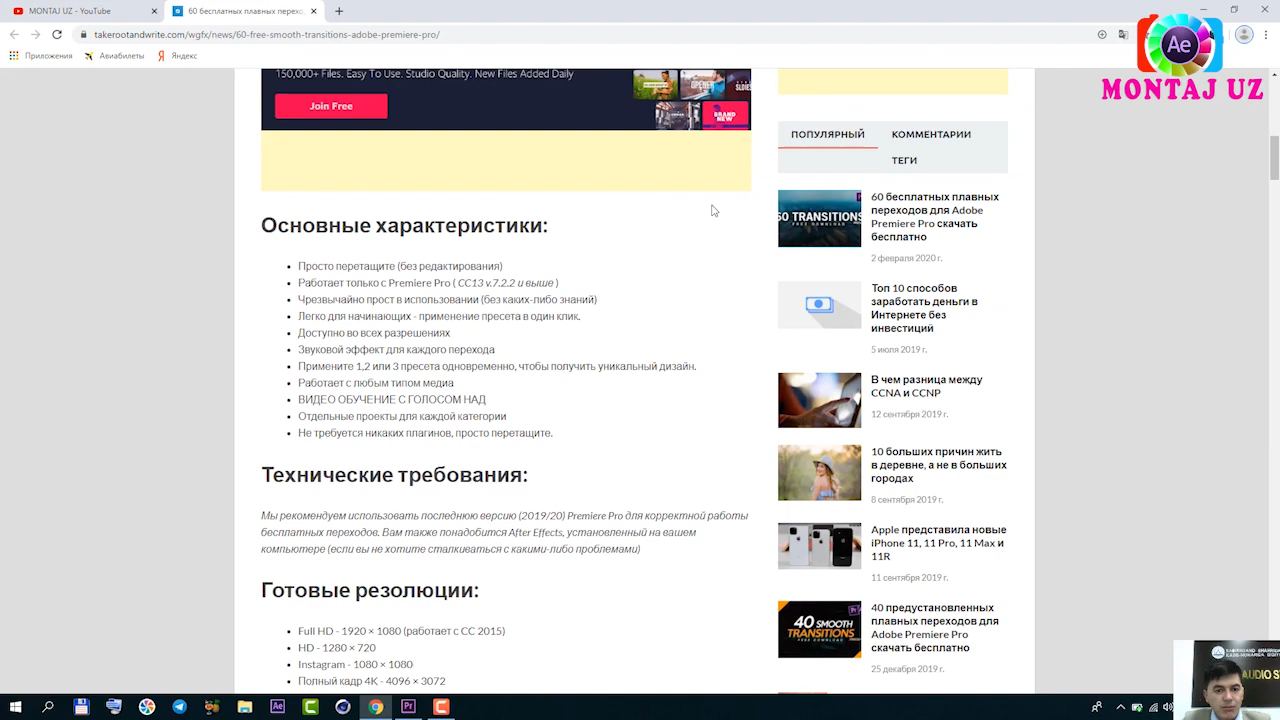 MONTAJ UZ - YouTube
60 бесплатных плавных перехо
takerootandwrite.com/wgfx/news/60-free-smooth-transitions-adobe-premiere-pro/
Приложения
Авиабилеты
Яндекс
Ae
MONTAJ UZ
150,000+ Files. Easy To Use. Studio Quality. New Files Added Daily
Join Free
BRAND NEW
Основные характеристики:
Просто перетащите (без редактирования)
Работает только с Premiere Pro ( CC13 v.7.2.2 и выше )
Чрезвычайно прост в использовании (без каких-либо знаний)
Легко для начинающих - применение пресета в один клик.
Доступно во всех разрешениях
Звуковой эффект для каждого перехода
Примените 1,2 или 3 пресета одновременно, чтобы получить уникальный дизайн.
Работает с любым типом медиа
ВИДЕО ОБУЧЕНИЕ С ГОЛОСОМ НАД
Отдельные проекты для каждой категории
Не требуется никаких плагинов, просто перетащите.
Технические требования:
Мы рекомендуем использовать последнюю версию (2019/20) Premiere Pro для корректной работы
бесплатных переходов. Вам также понадобится After Effects, установленный на вашем
компьютере (если вы не хотите сталкиваться с какими-либо проблемами)
Готовые резолюции:
Full HD - 1920 × 1080 (работает с CC 2015)
HD - 1280 × 720
Instagram - 1080 × 1080
Полный кадр 4K - 4096 × 3072
ПОПУЛЯРНЫЙ
КОММЕНТАРИИ
ТЕГИ
60 TRANSITIONS
60 бесплатных плавных
переходов для Adobe
Premiere Pro скачать
бесплатно
2 февраля 2020 г.
Топ 10 способов
заработать деньги в
Интернете без
инвестиций
5 июля 2019 г.
В чем разница между
CCNA и CCNP
12 сентября 2019 г.
10 больших причин жить
в деревне, а не в больших
городах
8 сентября 2019 г.
Apple представила новые
iPhone 11, 11 Pro, 11 Max и
11R
11 сентября 2019 г.
40 SMOOTH
TRANSITIONS
40 предустановленных
плавных переходов для
Adobe Premiere Pro
скачать бесплатно
25 декабря 2019 г.
Ae
Pr